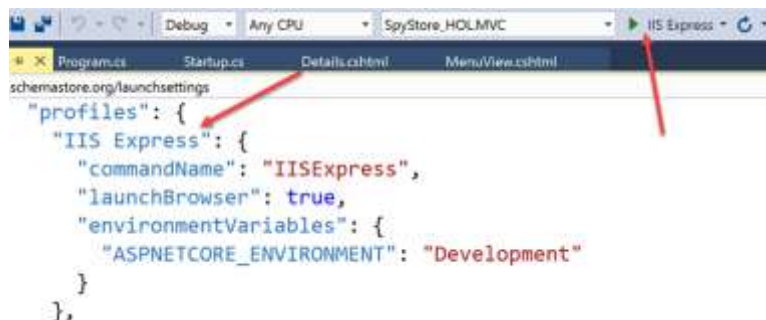 Debug Any CPU SpyStore_HOL.MVC IIS Express
Program.cs Startup.cs Details.cshtml MenuView.cshtml
schemastore.org/launchsettings
"profiles": {
"IIS Express": {
"commandName": "IISExpress",
"launchBrowser": true,
"environmentVariables": {
"ASPNETCORE_ENVIRONMENT": "Development"
}
},